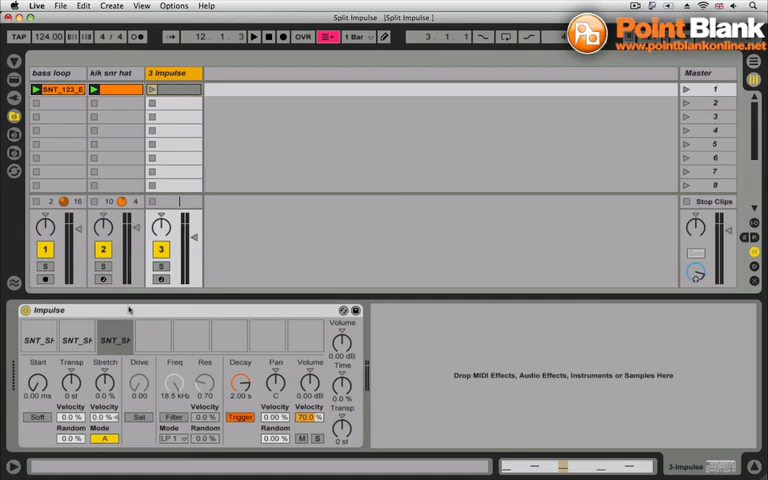 Live File Edit Create View Options Help
Split Impulse [Split Impulse ]
TAP 124.00 4 / 4 12 . 1 . 3 OVR 1 Bar 3 . 1 . 1 4
Point Blank
www.pointblankonline.net
bass loop kik snr hat 3 Impulse Master
SNT_123_E 1
2
3
4
5
6
7
8
2 16 10 4 Stop Clips
1 2 3 Solo
S S S
Impulse
Volume
SNT_SH SNT_SH SNT_SH
0.00 dB
Start Transp Stretch Drive Freq Res Decay Pan Volume
Time
0.00 ms 0 st 0.0 % 0.00 18.5 kHz 0.70 2.00 s C 0.00 dB
0.0 %
Soft Velocity Velocity Sat Filter Velocity Trigger Velocity Velocity
0.0 % 0.0 % 0.0 % 0.00 % 70.0 %
Transp
Random Mode Mode Random Random
0.0 % A LP 1 0.0 % 0.00 % M S
0 st
Drop MIDI Effects, Audio Effects, Instruments or Samples Here
3-Impulse